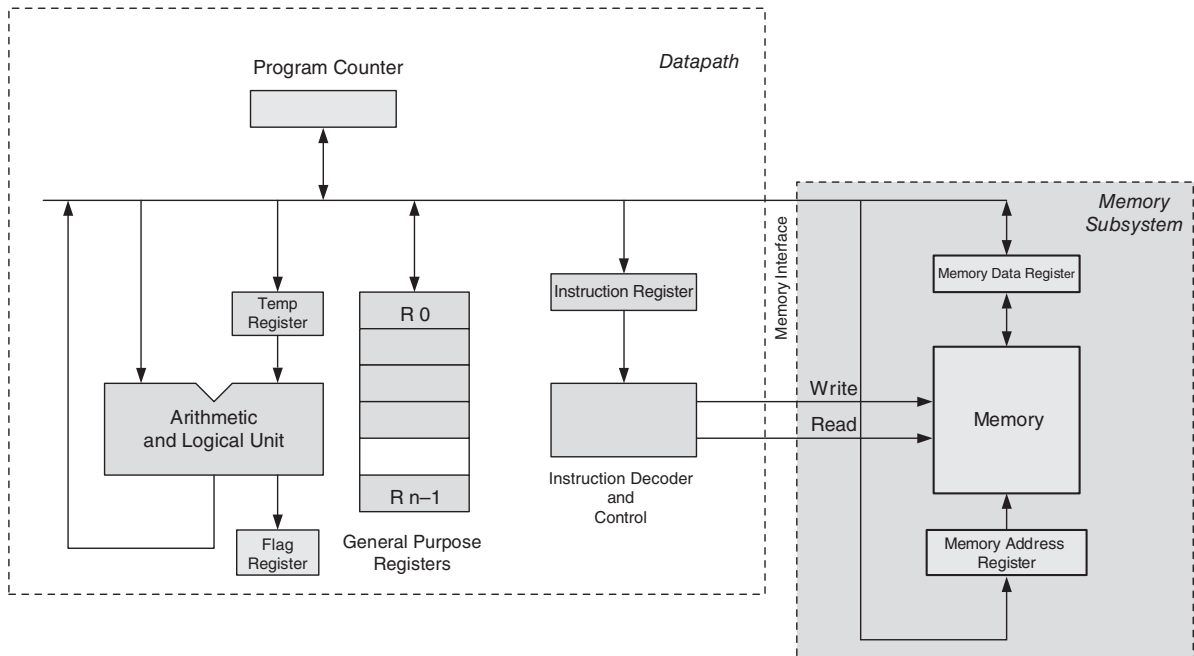 Datapath
Program Counter
Memory
Subsystem
Memory Interface
Memory Data Register
Temp
Register
R 0
Instruction Register
Arithmetic
and Logical Unit
Write
Read
Memory
R n–1
Instruction Decoder
and
Control
Flag
Register
General Purpose
Registers
Memory Address
Register